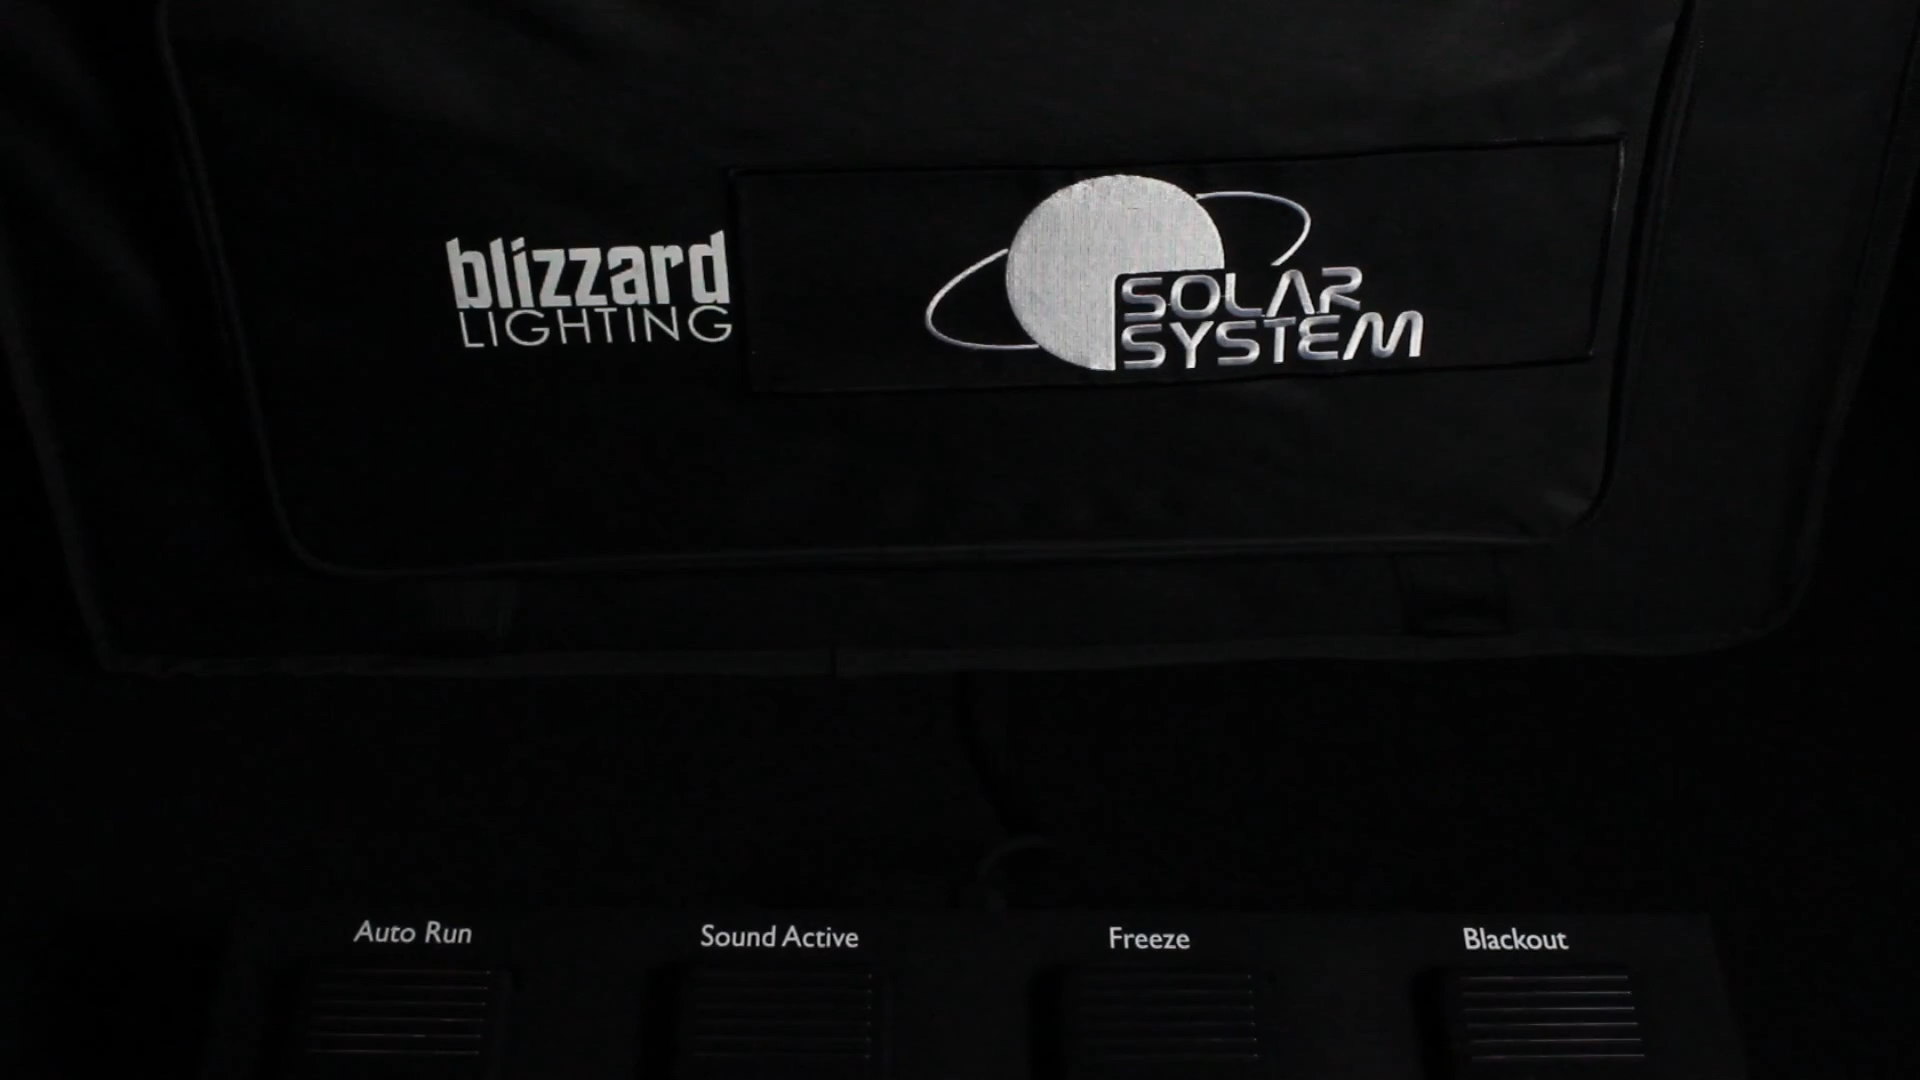 blizzard
LIGHTING
SOLAR
SYSTEM
Auto Run
Sound Active
Freeze
Blackout